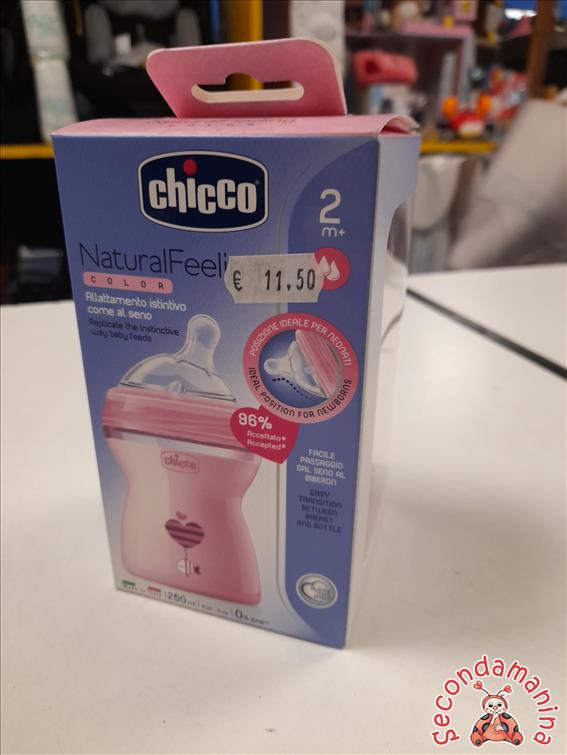 chicco
2
m+
NaturalFeeli
€ 11,50
COLOR
Allattamento istintivo
come al seno
Replicate the instinctive
way baby feeds
POSIZIONE IDEALE PER NEONATI
IDEAL POSITION FOR NEWBORNS
96%
Accettato*
Accepted*
chicco
FACILE
PASSAGGIO
DAL SENO AL
BIBERON
EASY
TRANSITION
BETWEEN
BREAST
AND BOTTLE
250
0%
Secondamanina